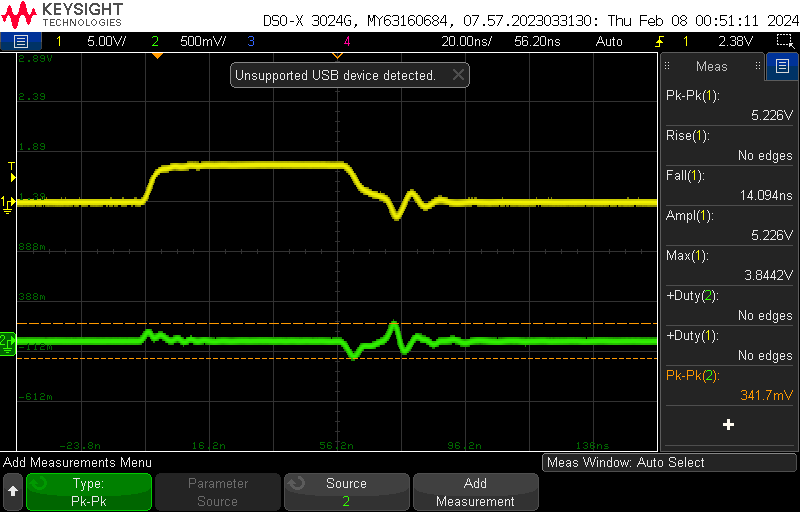 KEYSIGHT
TECHNOLOGIES
DSO-X 3024G, MY63160684, 07.57.2023033130: Thu Feb 08 00:51:11 2024
1 5.00V/ 2 500mV/ 3 4 20.00ns/ 56.20ns Auto 1 2.38V
2.89V
Unsupported USB device detected.
2.39
1.89
T
1
1.39
883m
388m
2
-112m
-612m
-23.8n 16.2n 56.2n 96.2n 136ns
Meas
Pk-Pk(1):
5.226V
Rise(1):
No edges
Fall(1):
14.094ns
Ampl(1):
5.226V
Max(1):
3.8442V
+Duty(2):
No edges
+Duty(1):
No edges
Pk-Pk(2):
341.7mV
+
Add Measurements Menu
Meas Window: Auto Select
Type:
Pk-Pk
Parameter
Source
Source
2
Add
Measurement